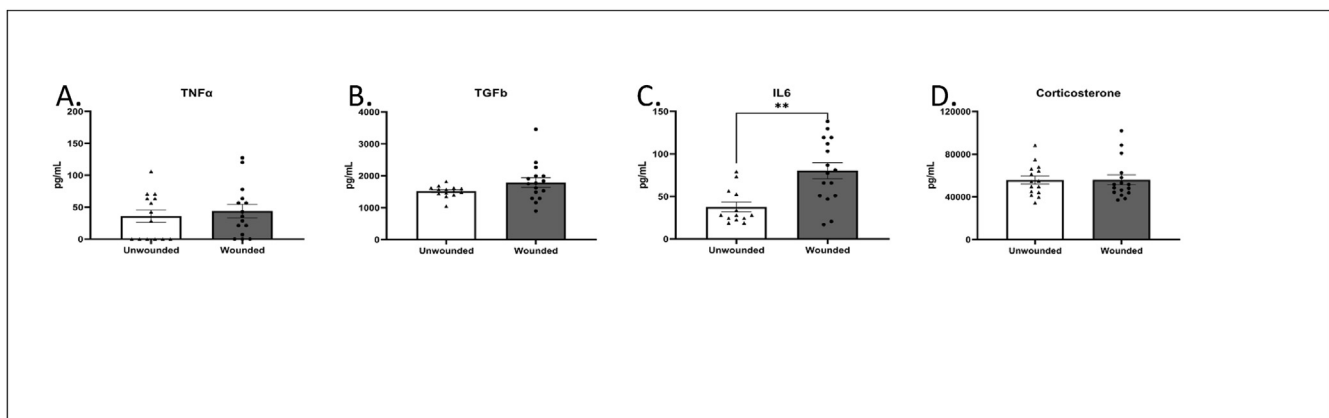 A.
TNFα
pg/mL
200
150
100
50
0
Unwounded
Wounded
B.
TGFb
pg/mL
4000
3000
2000
1000
0
Unwounded
Wounded
C.
IL6
**
pg/mL
150
100
50
0
Unwounded
Wounded
D.
Corticosterone
pg/mL
120000
80000
40000
0
Unwounded
Wounded